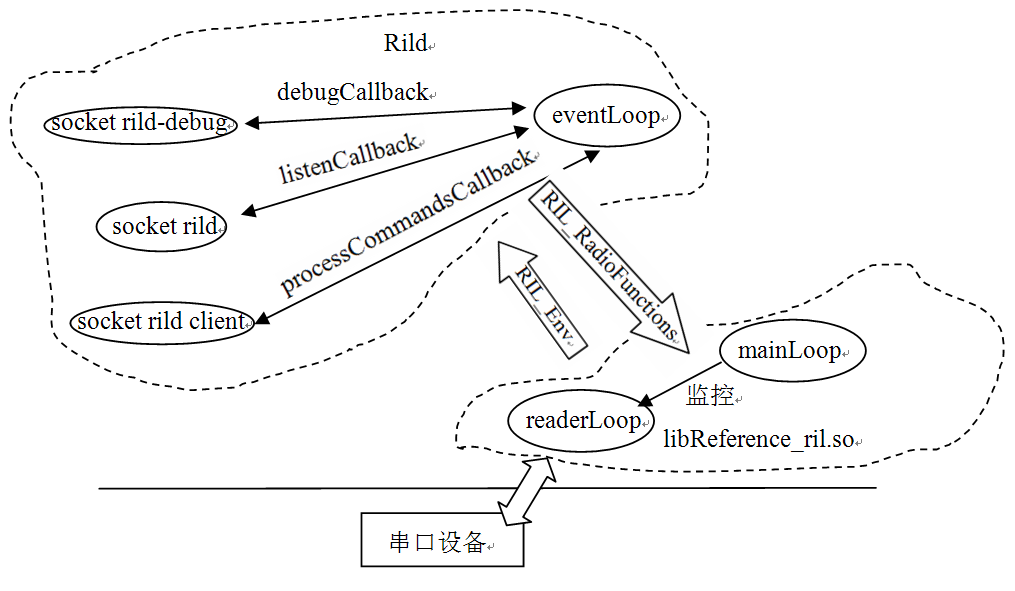 Rild
debugCallback
socket rild-debug
eventLoop
listenCallback
socket rild
processCommandsCallback
RIL_RadioFunctions
RIL_Env
socket rild client
mainLoop
监控
readerLoop
libReference_ril.so
串口设备